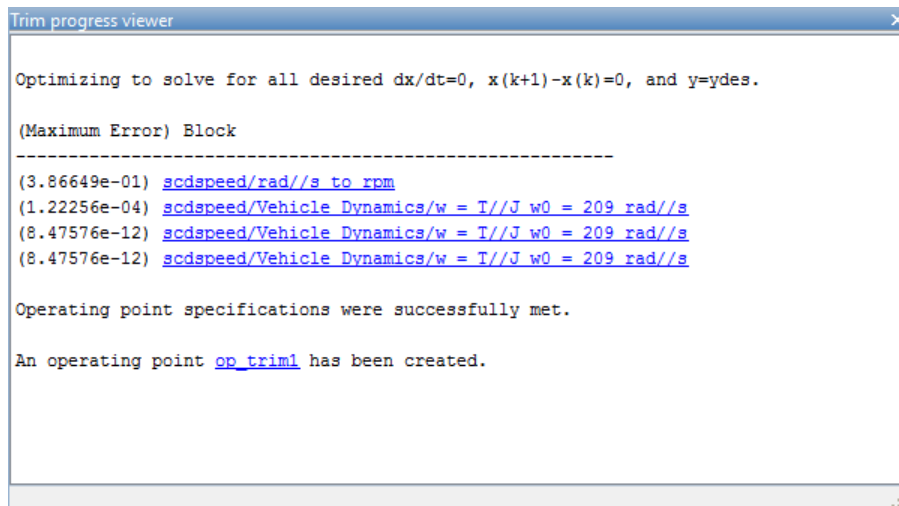 Trim progress viewer
Optimizing to solve for all desired dx/dt=0, x(k+1)-x(k)=0, and y=ydes.
(Maximum Error) Block
---------------------------------------------------------
(3.86649e-01) scdspeed/rad//s to rpm
(1.22256e-04) scdspeed/Vehicle Dynamics/w = T//J w0 = 209 rad//s
(8.47576e-12) scdspeed/Vehicle Dynamics/w = T//J w0 = 209 rad//s
(8.47576e-12) scdspeed/Vehicle Dynamics/w = T//J w0 = 209 rad//s
Operating point specifications were successfully met.
An operating point op_trim1 has been created.